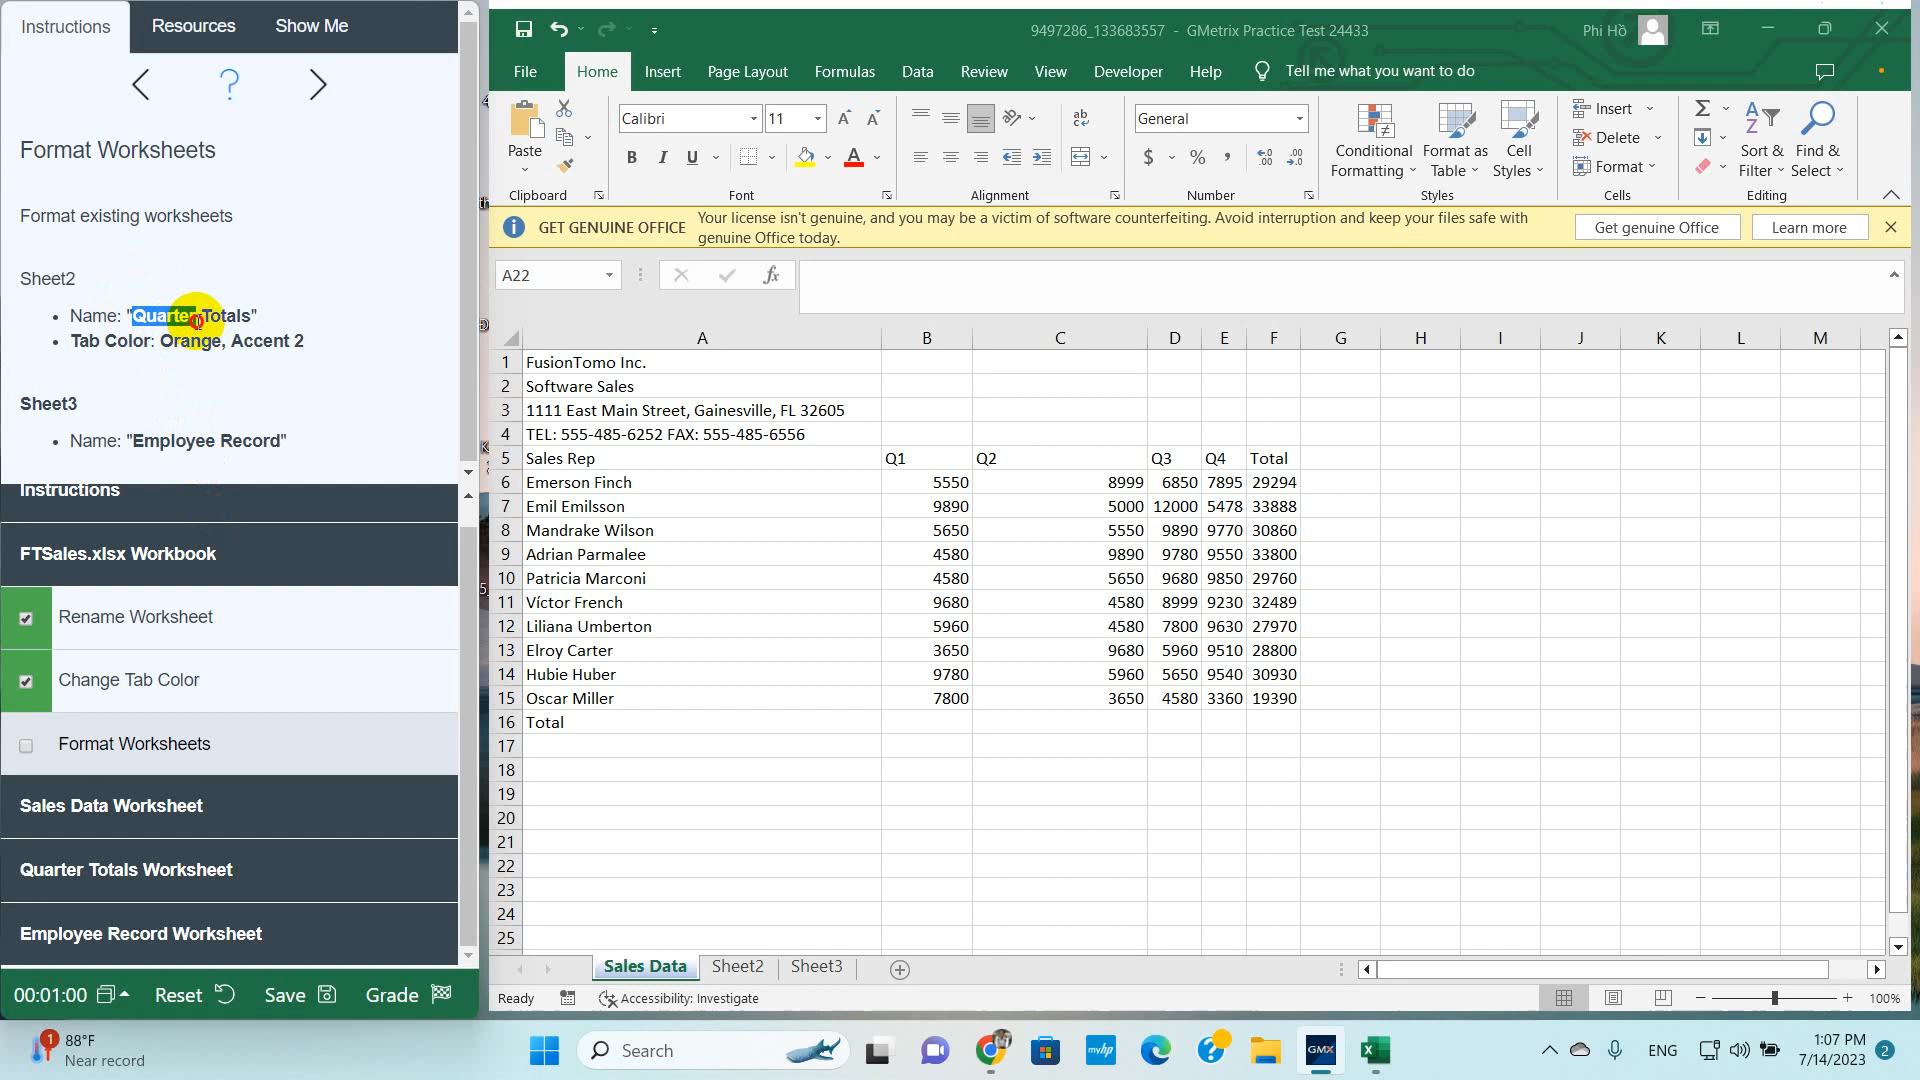 Instructions Resources Show Me
?
Format Worksheets
Format existing worksheets
Sheet2
• Name: "Quarter Totals"
• Tab Color: Orange, Accent 2
Sheet3
• Name: "Employee Record"
Instructions
FTSales.xlsx Workbook
Rename Worksheet
Change Tab Color
Format Worksheets
Sales Data Worksheet
Quarter Totals Worksheet
Employee Record Worksheet
00:01:00 Reset Save Grade
9497286_133683557 - GMetrix Practice Test 24433 Phi Hồ
File Home Insert Page Layout Formulas Data Review View Developer Help Tell me what you want to do
Paste
Clipboard
Calibri 11
B I U
Font
ab
Alignment
General
$ % ,
Number
Conditional Formatting
Format as Table
Cell Styles
Styles
Insert
Delete
Format
Cells
Sort & Filter
Find & Select
Editing
GET GENUINE OFFICE Your license isn't genuine, and you may be a victim of software counterfeiting. Avoid interruption and keep your files safe with
genuine Office today.
Get genuine Office Learn more
A22 fx
A B C D E F G H I J K L M
1 FusionTomo Inc.
2 Software Sales
3 1111 East Main Street, Gainesville, FL 32605
4 TEL: 555-485-6252 FAX: 555-485-6556
5 Sales Rep Q1 Q2 Q3 Q4 Total
6 Emerson Finch 5550 8999 6850 7895 29294
7 Emil Emilsson 9890 5000 12000 5478 33888
8 Mandrake Wilson 5650 5550 9890 9770 30860
9 Adrian Parmalee 4580 9890 9780 9550 33800
10 Patricia Marconi 4580 5650 9680 9850 29760
11 Víctor French 9680 4580 8999 9230 32489
12 Liliana Umberton 5960 4580 7800 9630 27970
13 Elroy Carter 3650 9680 5960 9510 28800
14 Hubie Huber 9780 5960 5650 9540 30930
15 Oscar Miller 7800 3650 4580 3360 19390
16 Total
17
18
19
20
21
22
23
24
25
Sales Data Sheet2 Sheet3
Ready Accessibility: Investigate 100%
1 88°F
Near record
Search
myhp
GMX
ENG
1:07 PM
7/14/2023 2